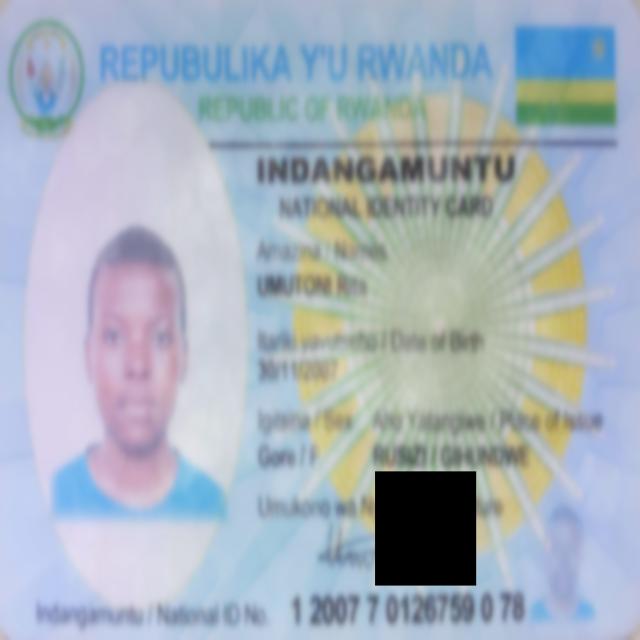 REPUBULIKA Y'U RWANDA
REPUBLIC OF RWANDA
INDANGAMUNTU
NATIONAL IDENTITY CARD
Amazina / Names
UMUTONI Rita
Itariki yavutseho / Date of Birth
30/11/2007
Igitsina / Sex Aho Yatangiwe / Place of Issue
Gore / F RUSIZI / GIHUNDWE
Umukono wa
Indangamuntu / National ID No. 1 2007 7 0126759 0 78